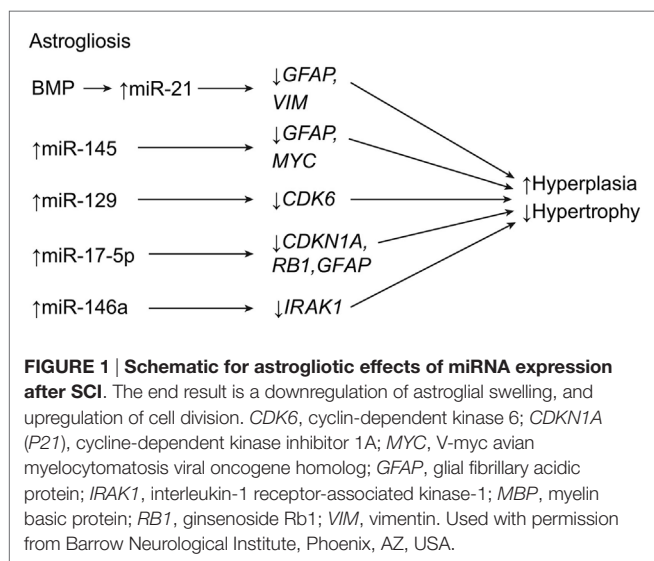 Astrogliosis
BMP → ↑miR-21 → ↓GFAP,
VIM
↑miR-145 → ↓GFAP,
MYC
↑Hyperplasia
↓Hypertrophy
↑miR-129 → ↓CDK6
↑miR-17-5p → ↓CDKN1A,
RB1,GFAP
↑miR-146a → ↓IRAK1
FIGURE 1 | Schematic for astrogliotic effects of miRNA expression
after SCI. The end result is a downregulation of astroglial swelling, and
upregulation of cell division. CDK6, cyclin-dependent kinase 6; CDKN1A
(P21), cycline-dependent kinase inhibitor 1A; MYC, V-myc avian
myelocytomatosis viral oncogene homolog; GFAP, glial fibrillary acidic
protein; IRAK1, interleukin-1 receptor-associated kinase-1; MBP, myelin
basic protein; RB1, ginsenoside Rb1; VIM, vimentin. Used with permission
from Barrow Neurological Institute, Phoenix, AZ, USA.